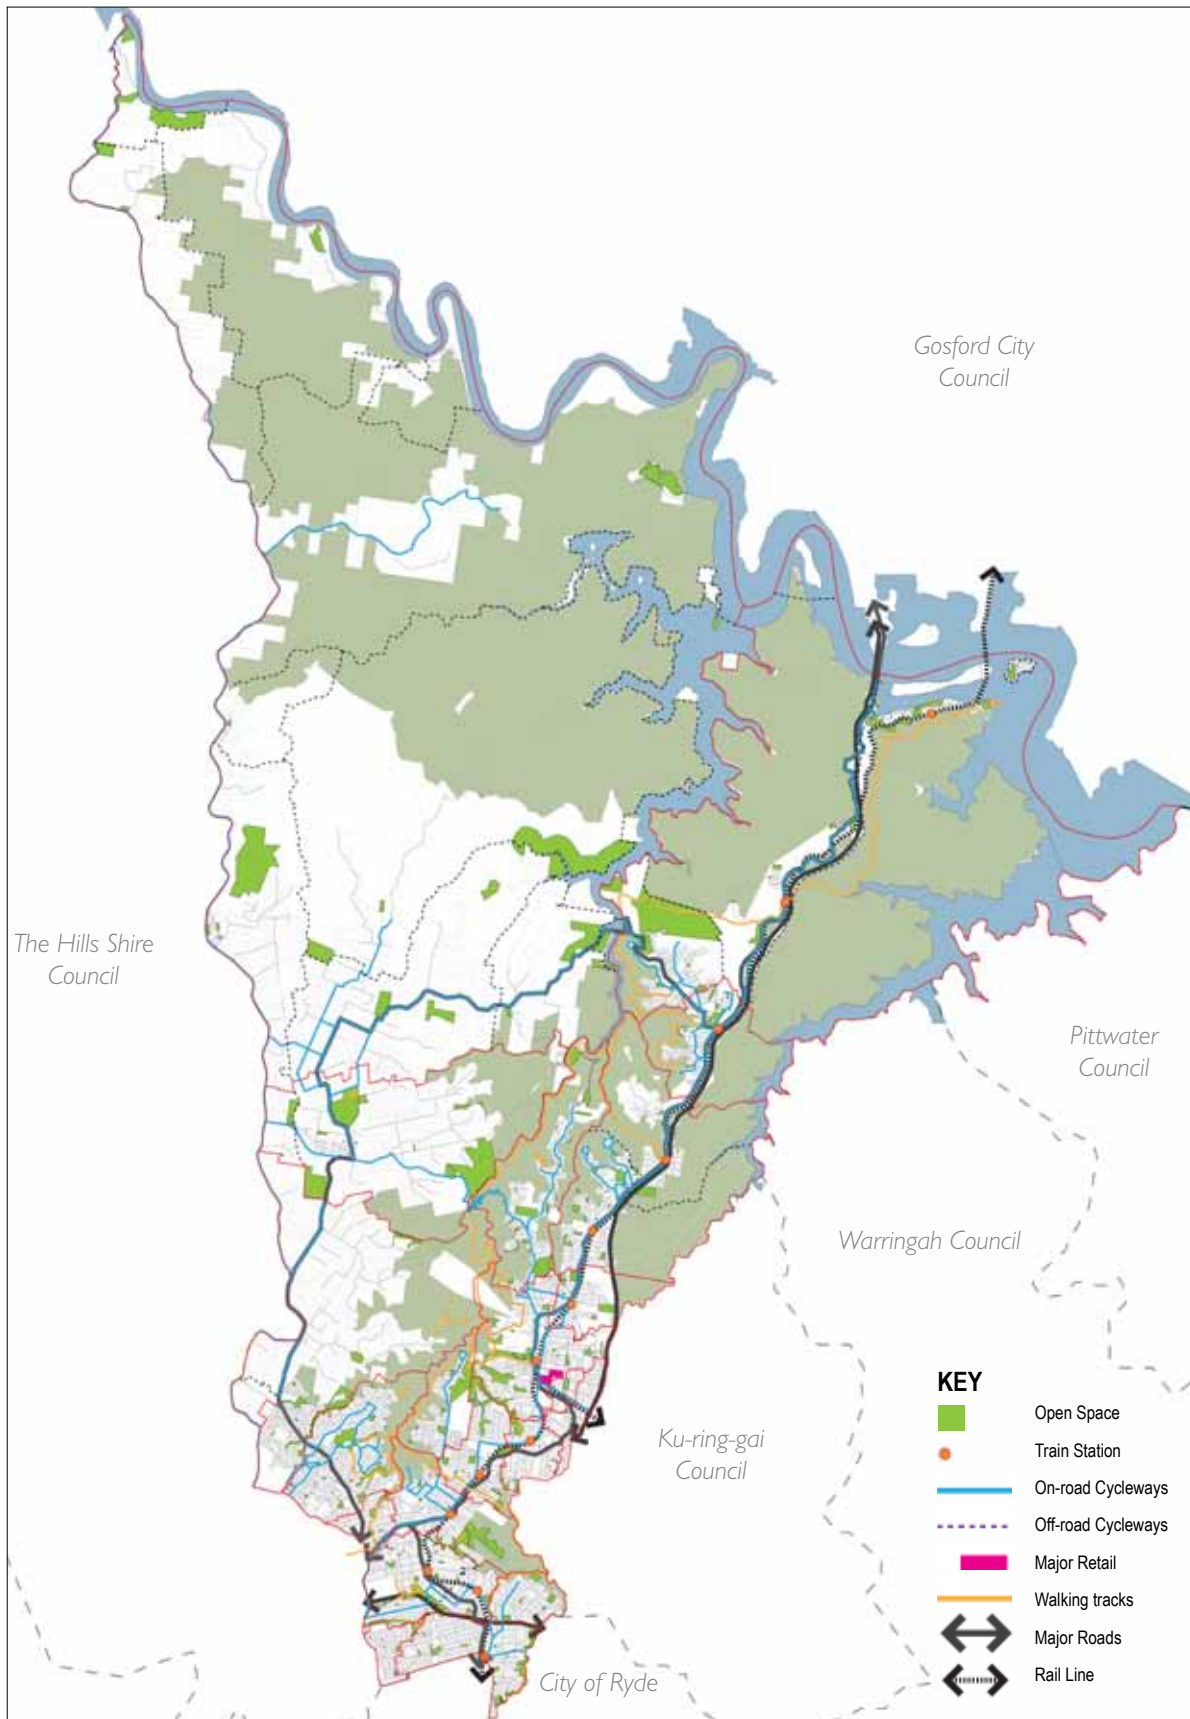 Gosford City
Council
The Hills Shire
Council
Pittwater
Council
Warringah Council
Ku-ring-gai
Council
City of Ryde
KEY
Open Space
Train Station
On-road Cycleways
Off-road Cycleways
Major Retail
Walking tracks
Major Roads
Rail Line